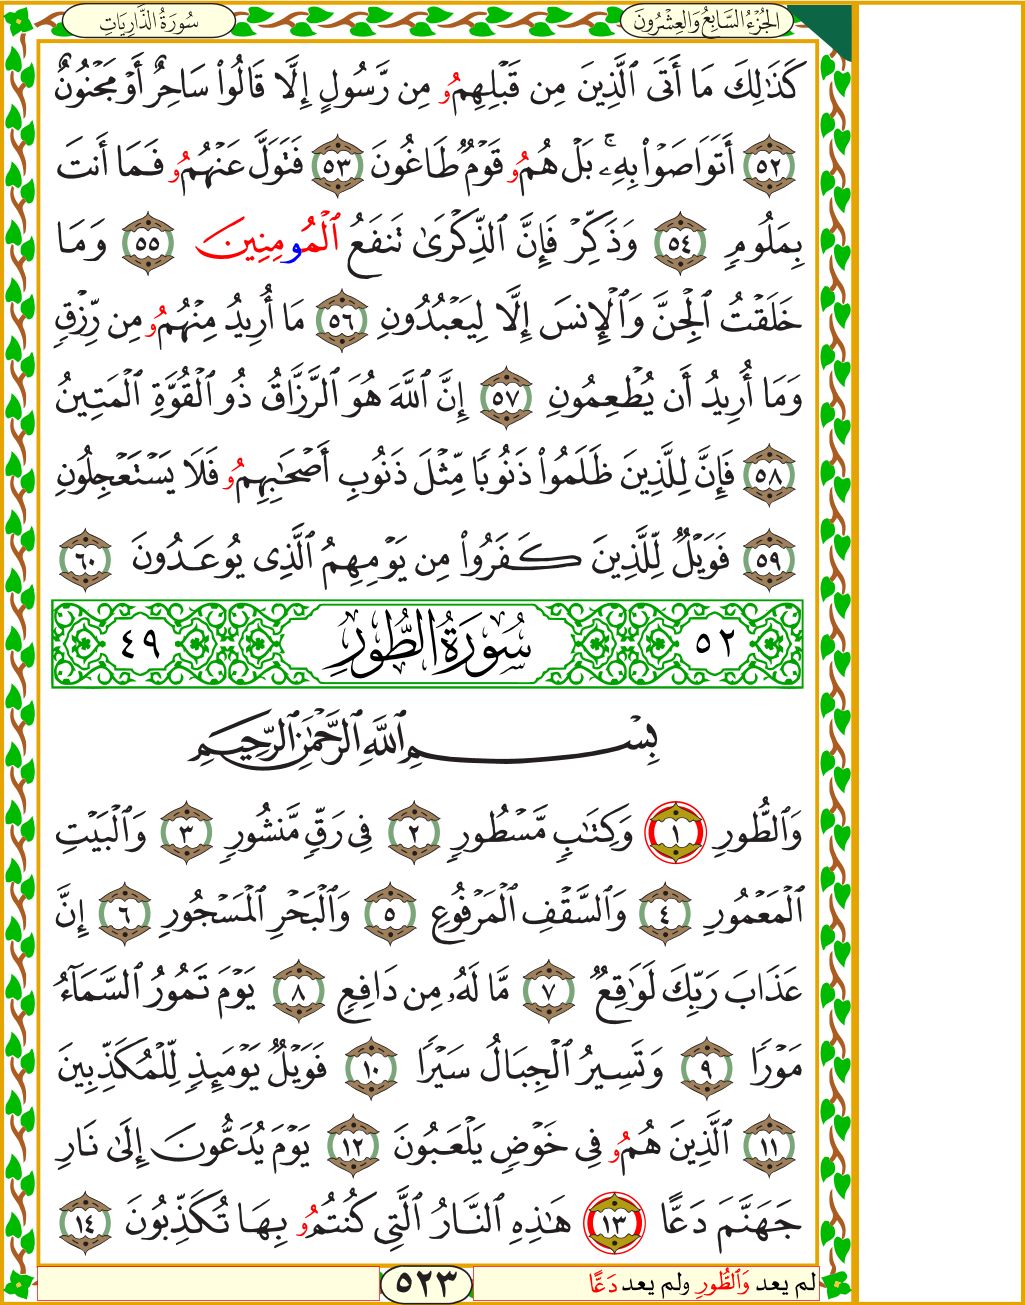 الجُزْءُ السَّابِعُ وَالعِشْرُونَ
سُورَةُ الذَّارِيَاتِ
كَذَٰلِكَ مَا أَتَى ٱلَّذِينَ مِن قَبْلِهِمُۥ مِن رَّسُولٍ إِلَّا قَالُوا۟ سَاحِرٌ أَوْ مَجْنُونٌ
٥٢ أَتَوَاصَوْا۟ بِهِۦۚ بَلْ هُمُۥ قَوْمٌ طَاغُونَ ٥٣ فَتَوَلَّ عَنْهُمُۥ فَمَا أَنتَ
بِمَلُومٍ ٥٤ وَذَكِّرْ فَإِنَّ ٱلذِّكْرَىٰ تَنفَعُ ٱلْمُومِنِينَ ٥٥ وَمَا
خَلَقْتُ ٱلْجِنَّ وَٱلْإِنسَ إِلَّا لِيَعْبُدُونِ ٥٦ مَا أُرِيدُ مِنْهُمُۥ مِن رِّزْقٍ
وَمَا أُرِيدُ أَن يُطْعِمُونِ ٥٧ إِنَّ ٱللَّهَ هُوَ ٱلرَّزَّاقُ ذُو ٱلْقُوَّةِ ٱلْمَتِينُ
٥٨ فَإِنَّ لِلَّذِينَ ظَلَمُوا۟ ذَنُوبًا مِّثْلَ ذَنُوبِ أَصْحَٰبِهِمُۥ فَلَا يَسْتَعْجِلُونِ
٥٩ فَوَيْلٌ لِّلَّذِينَ كَفَرُوا۟ مِن يَوْمِهِمُ ٱلَّذِى يُوعَدُونَ ٦٠
٥٢ سُورَةُ الطُّورِ ٤٩
بِسْمِ ٱللَّهِ ٱلرَّحْمَٰنِ ٱلرَّحِيمِ
وَٱلطُّورِ ١ وَكِتَٰبٍ مَّسْطُورٍ ٢ فِى رَقٍّ مَّنشُورٍ ٣ وَٱلْبَيْتِ
ٱلْمَعْمُورِ ٤ وَٱلسَّقْفِ ٱلْمَرْفُوعِ ٥ وَٱلْبَحْرِ ٱلْمَسْجُورِ ٦ إِنَّ
عَذَابَ رَبِّكَ لَوَٰقِعٌ ٧ مَّا لَهُۥ مِن دَافِعٍ ٨ يَوْمَ تَمُورُ ٱلسَّمَآءُ
مَوْرًا ٩ وَتَسِيرُ ٱلْجِبَالُ سَيْرًا ١٠ فَوَيْلٌ يَوْمَئِذٍ لِّلْمُكَذِّبِينَ
١١ ٱلَّذِينَ هُمُۥ فِى خَوْضٍ يَلْعَبُونَ ١٢ يَوْمَ يُدَعُّونَ إِلَىٰ نَارِ
جَهَنَّمَ دَعًّا ١٣ هَٰذِهِ ٱلنَّارُ ٱلَّتِى كُنتُمُۥ بِهَا تُكَذِّبُونَ ١٤
لم يعد وَٱلطُّورِ ولم يعد دَعًّا
٥٢٣